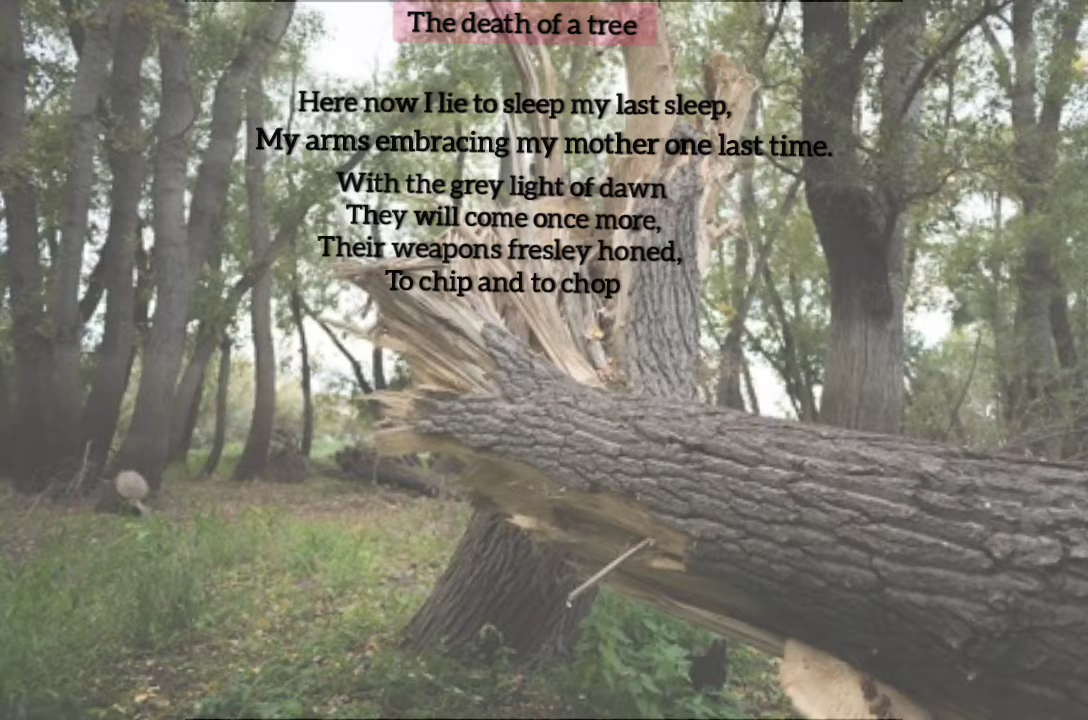 The death of a tree
Here now I lie to sleep my last sleep,
My arms embracing my mother one last time.
With the grey light of dawn
They will come once more,
Their weapons fresley honed,
To chip and to chop